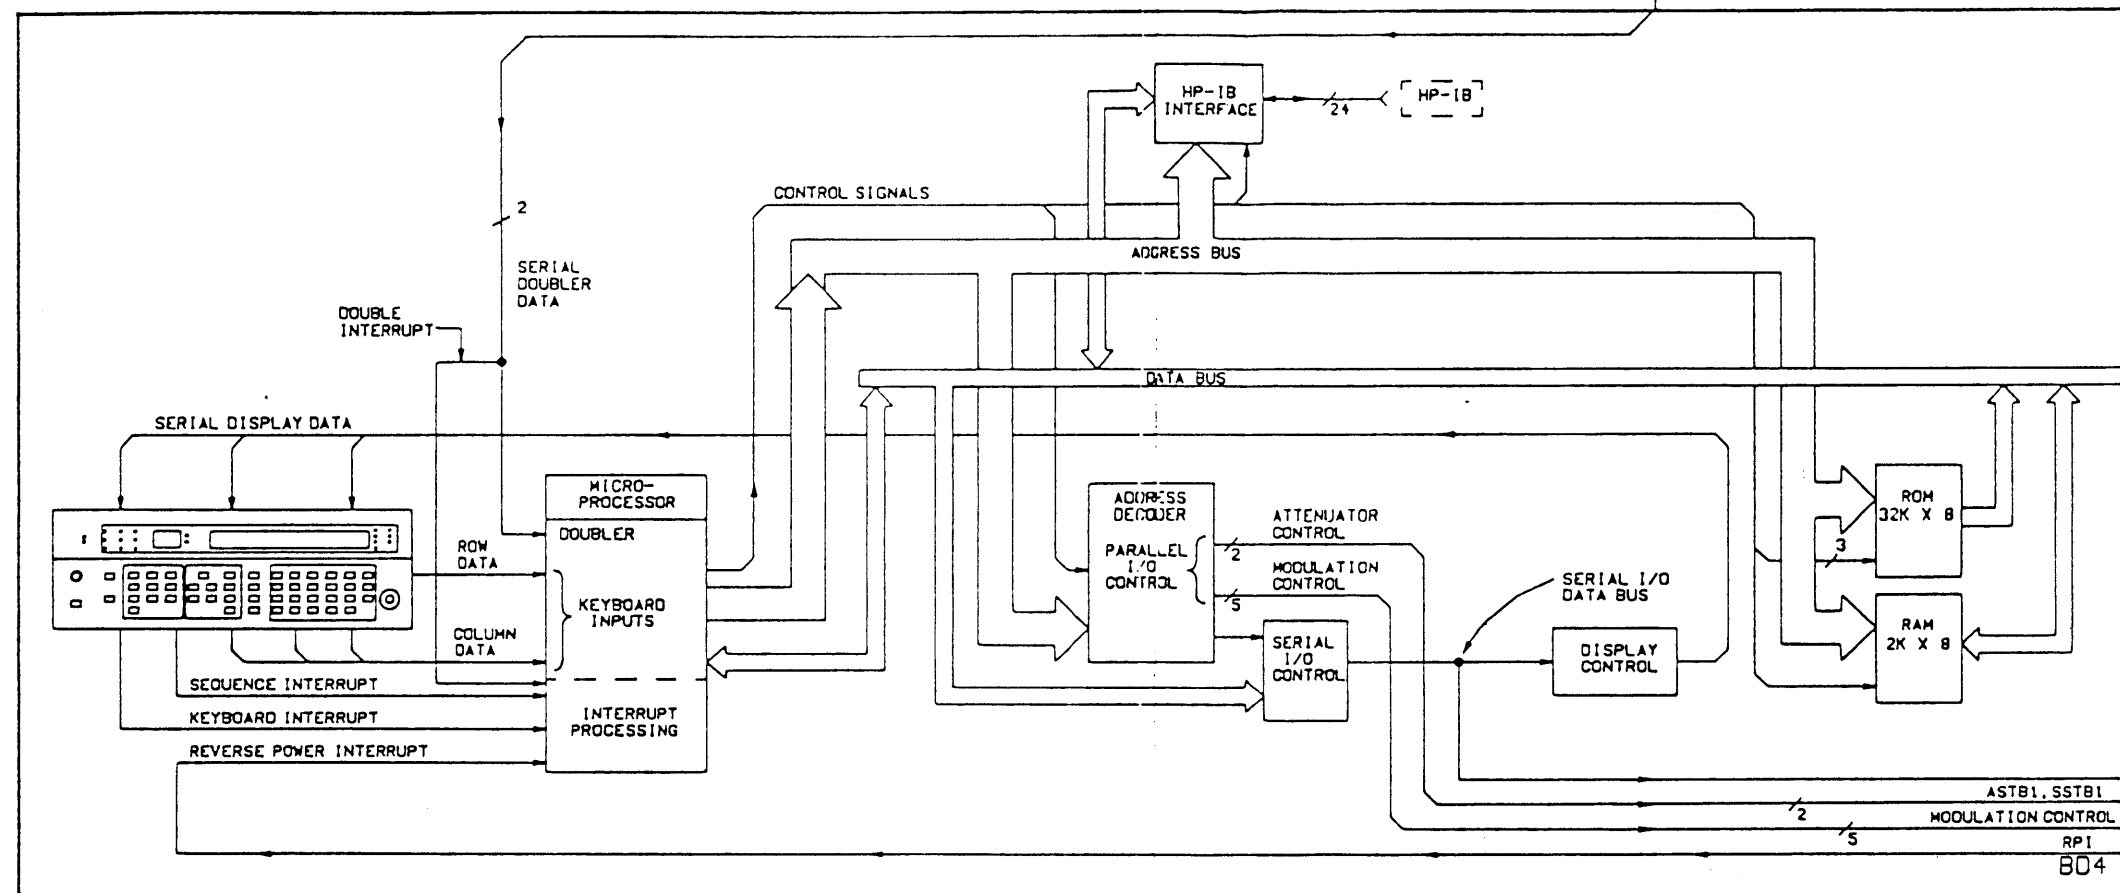 HP-IB
INTERFACE
24
HP-IB
CONTROL SIGNALS
2
ADDRESS BUS
SERIAL
DOUBLER
DATA
DOUBLE
INTERRUPT
DATA BUS
SERIAL DISPLAY DATA
MICRO-
PROCESSOR
DOUBLER
ROW
DATA
KEYBOARD
INPUTS
COLUMN
DATA
SEQUENCE INTERRUPT
KEYBOARD INTERRUPT
INTERRUPT
PROCESSING
REVERSE POWER INTERRUPT
ADDRESS
DECODER
PARALLEL
I/O
CONTROL
ATTENUATOR
CONTROL
2
MODULATION
CONTROL
5
SERIAL
I/O
CONTROL
SERIAL I/O
DATA BUS
DISPLAY
CONTROL
ROM
32K X 8
3
RAM
2K X 8
ASTB1, SSTB1
2
MODULATION CONTROL
5
RPI
BD4